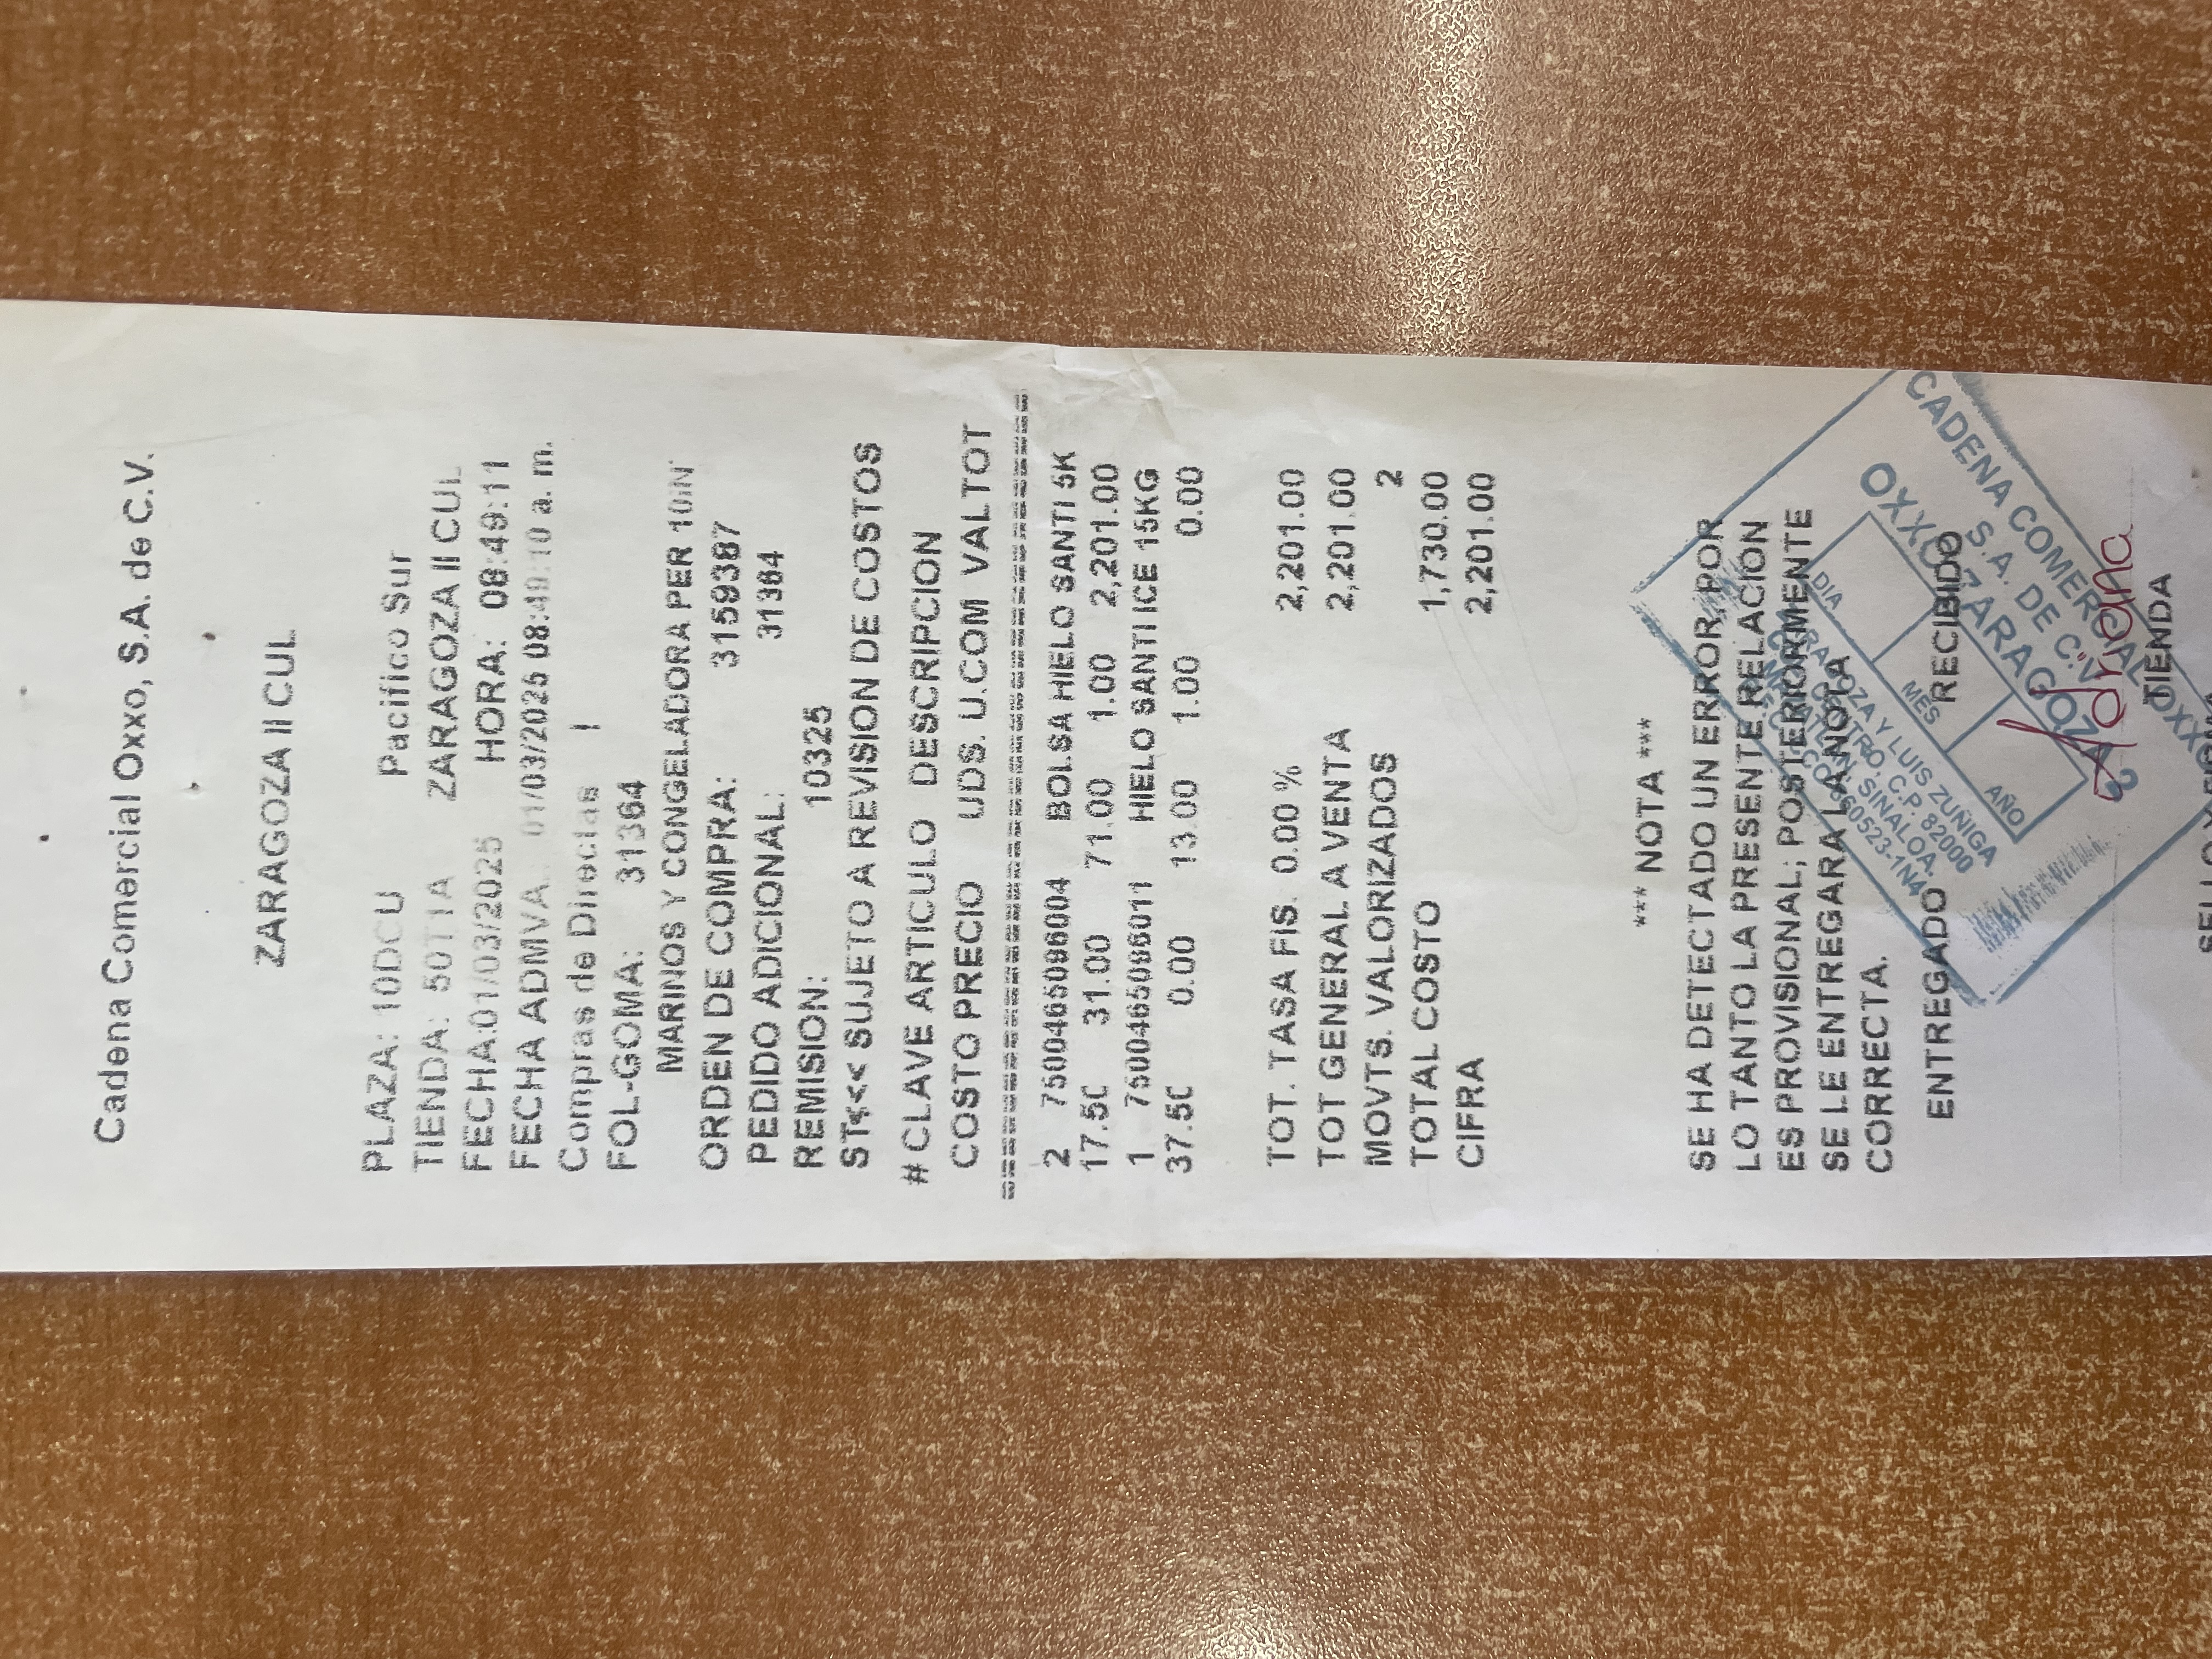 Cadena Comercial Oxxo, S.A. de C.V.
ZARAGOZA II CUL
PLAZA: 10DCU Pacifico Sur
TIENDA: 50T1A ZARAGOZA II CUL
FECHA:01/03/2025 HORA: 08:49:11
FECHA ADMVA. 01/03/2025 08:49:10 a. m.
Compras de Directas I
FOL-GOMA: 31364
MARINOS Y CONGELADORA PER
ORDEN DE COMPRA: 3159387
PEDIDO ADICIONAL: 31364
REMISION: 10325
ST<<< SUJETO A REVISION DE COSTOS
# CLAVE ARTICULO DESCRIPCION
COSTO PRECIO UDS. U.COM VALTOT
2 7500465096004 BOLSA HIELO SANTI 5K
17.50 31.00 71.00 1.00 2,201.00
1 7500465096011 HIELO SANTI ICE 15KG
37.50 0.00 13.00 1.00 0.00
TOT. TASA FIS. 0.00 % 2,201.00
TOT GENERAL A VENTA 2,201.00
MOVTS. VALORIZADOS 2
TOTAL COSTO 1,730.00
CIFRA 2,201.00
*** NOTA ***
SE HA DETECTADO UN ERROR, POR
LO TANTO LA PRESENTE RELACION
ES PROVISIONAL; POSTERIORMENTE
SE LE ENTREGARA LA NOTA
CORRECTA.
ENTREGADO RECIBIDO
CADENA COMERCIAL OXXO
S.A. DE C.V.
OXXO ZARAGOZA 2
DIA MES AÑO
ZARAGOZA Y LUIS ZUÑIGA
CENTRO, C.P. 82000
SINALOA.
860523-1N4
Adriana
TIENDA
SELLO Y FIRMA